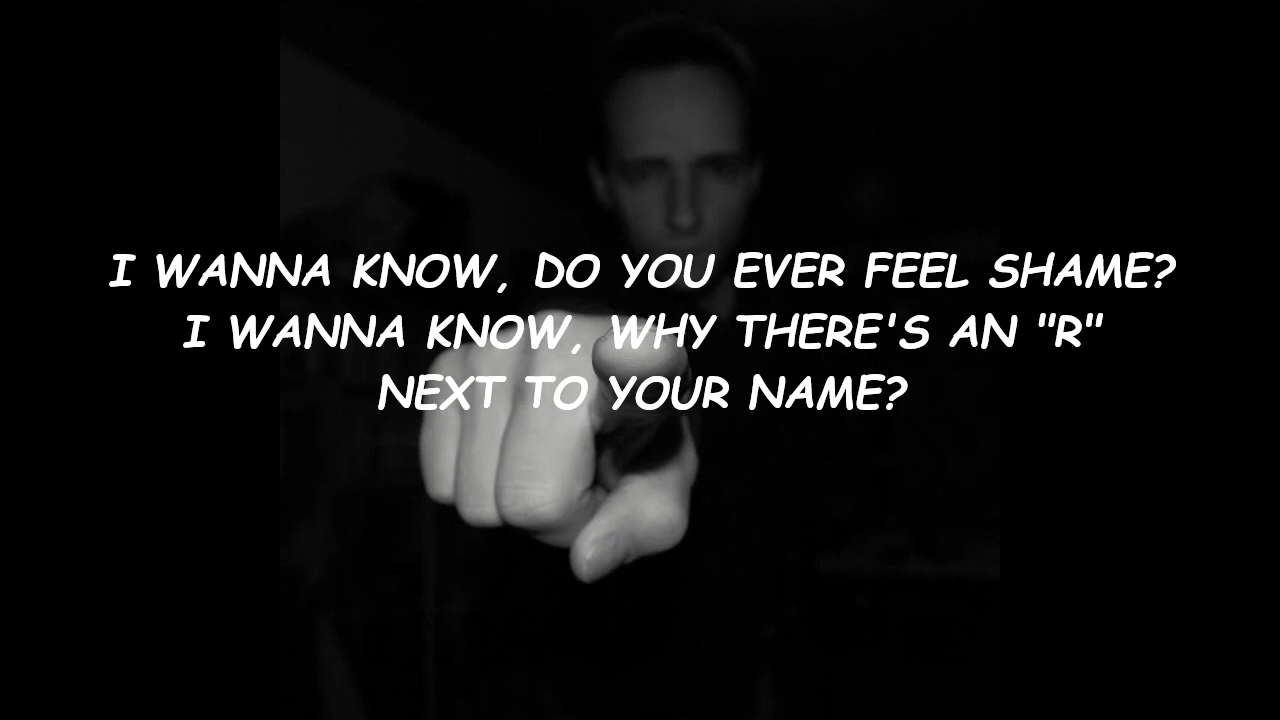 I WANNA KNOW, DO YOU EVER FEEL SHAME?
I WANNA KNOW, WHY THERE'S AN "R"
NEXT TO YOUR NAME?